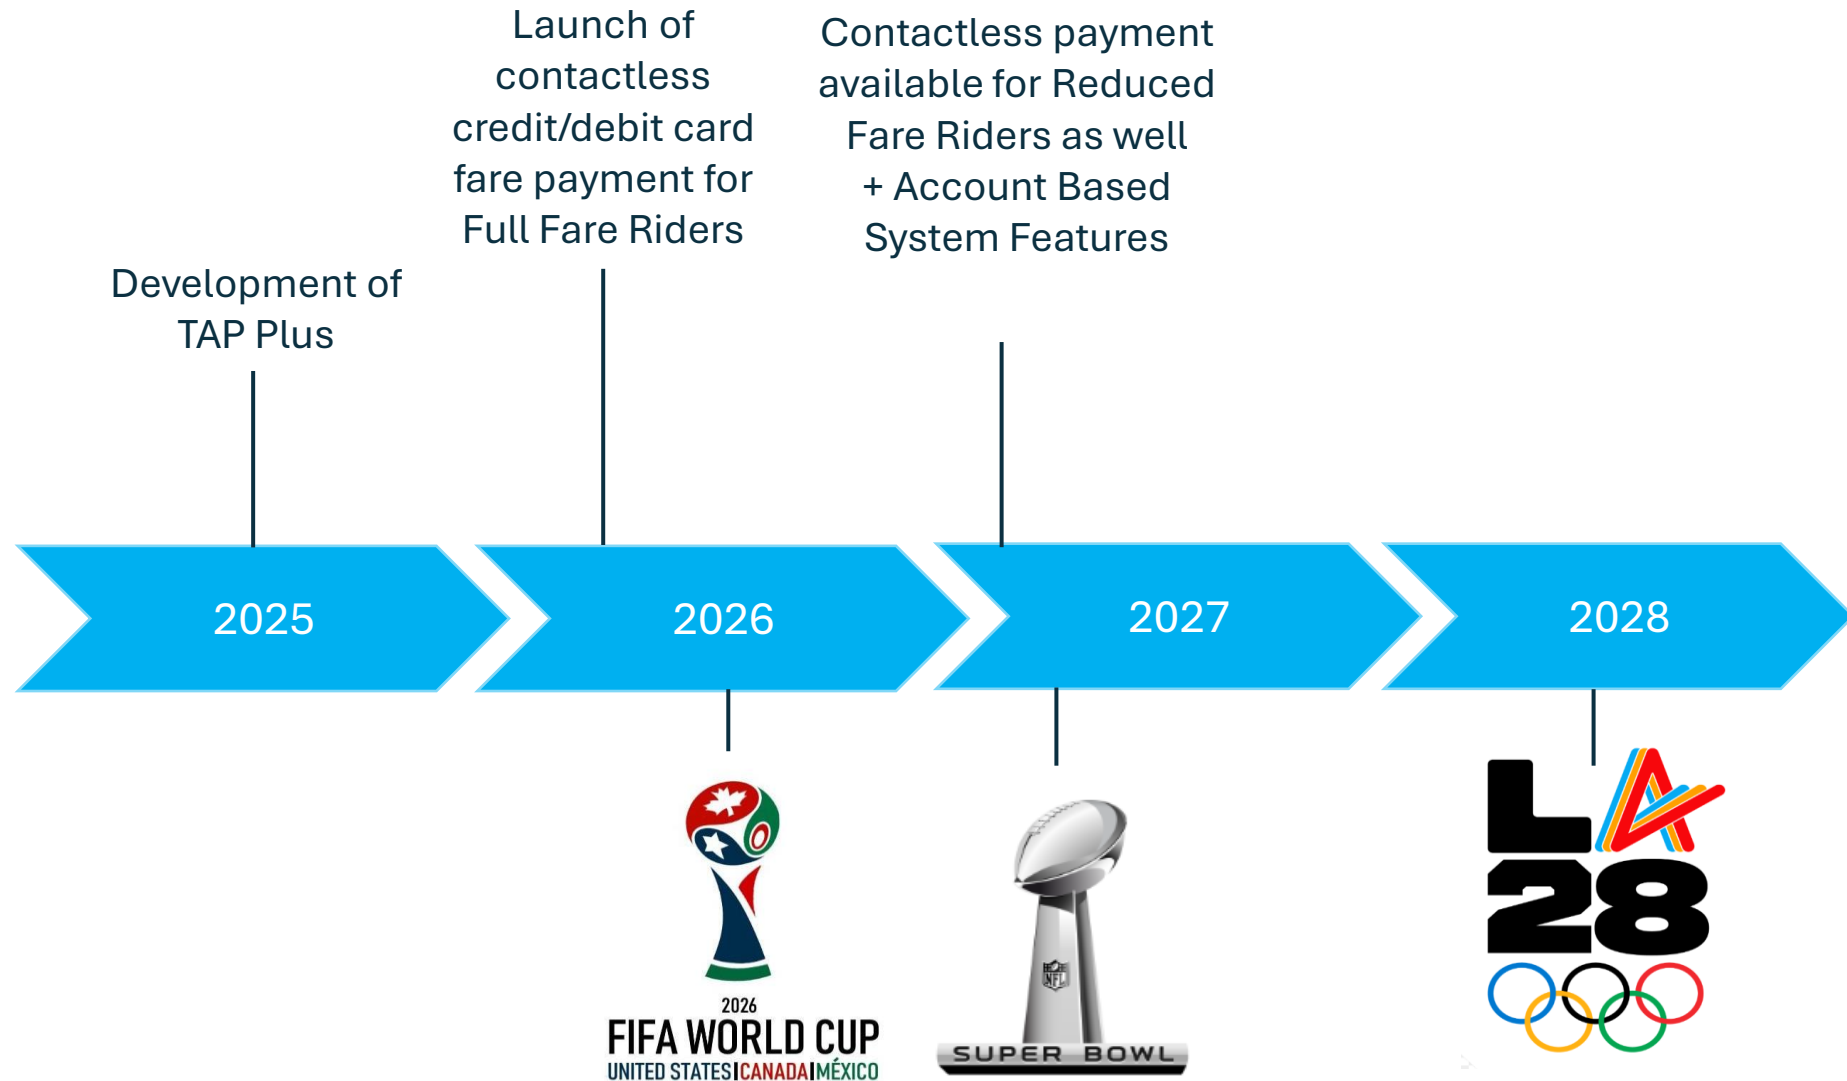 Launch of
contactless
credit/debit card
fare payment for
Full Fare Riders
Contactless payment
available for Reduced
Fare Riders as well
+ Account Based
System Features
Development of
TAP Plus
2025
2026
2027
2028
2026
FIFA WORLD CUP
UNITED STATES|CANADA|MÉXICO
NFL
SUPER BOWL
LA
28